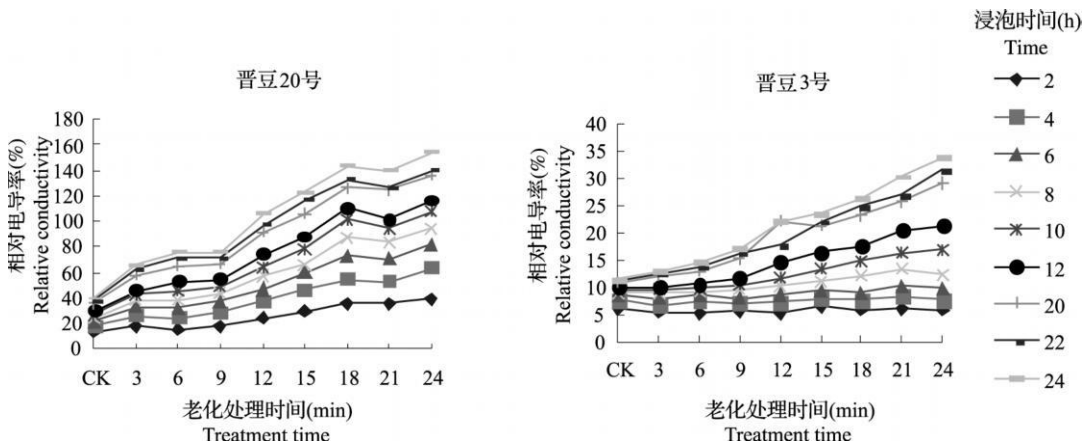 晋豆20号
180
160
140
120
100
80
60
40
20
0
相对电导率(%)
Relative conductivity
CK 3 6 9 12 15 18 21 24
老化处理时间(min)
Treatment time
晋豆3号
40
35
30
25
20
15
10
5
0
相对电导率(%)
Relative conductivity
CK 3 6 9 12 15 18 21 24
老化处理时间(min)
Treatment time
浸泡时间(h)
Time
2
4
6
8
10
12
20
22
24